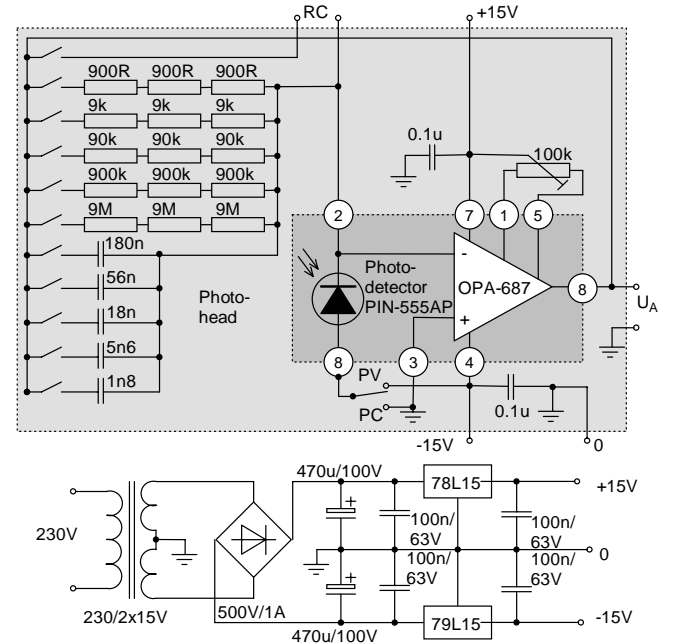 RC
+15V
900R 900R 900R
9k 9k 9k
90k 90k 90k
900k 900k 900k
9M 9M 9M
180n
56n
18n
5n6
1n8
Photo-
head
0.1u
100k
2
7
1
5
Photo-
detector
PIN-555AP
-
+
OPA-687
8
U_A
8
3
4
PV
PC
0.1u
-15V
0
230V
230/2x15V
500V/1A
470u/100V
+
100n/
63V
78L15
100n/
63V
+15V
0
+
470u/100V
100n/
63V
79L15
100n/
63V
-15V